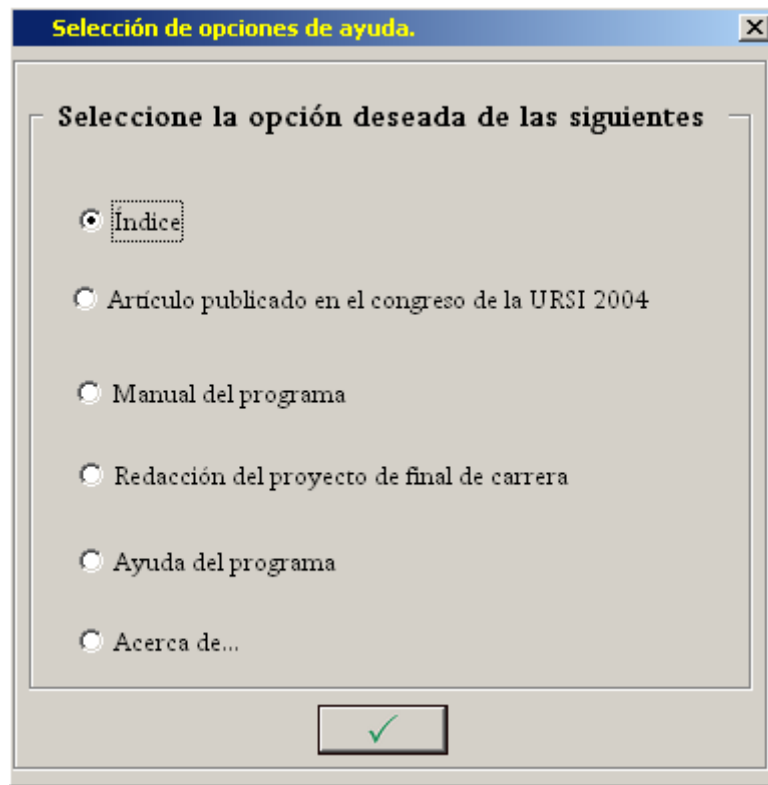 Selección de opciones de ayuda.
Seleccione la opción deseada de las siguientes
Índice
Artículo publicado en el congreso de la URSI 2004
Manual del programa
Redacción del proyecto de final de carrera
Ayuda del programa
Acerca de...